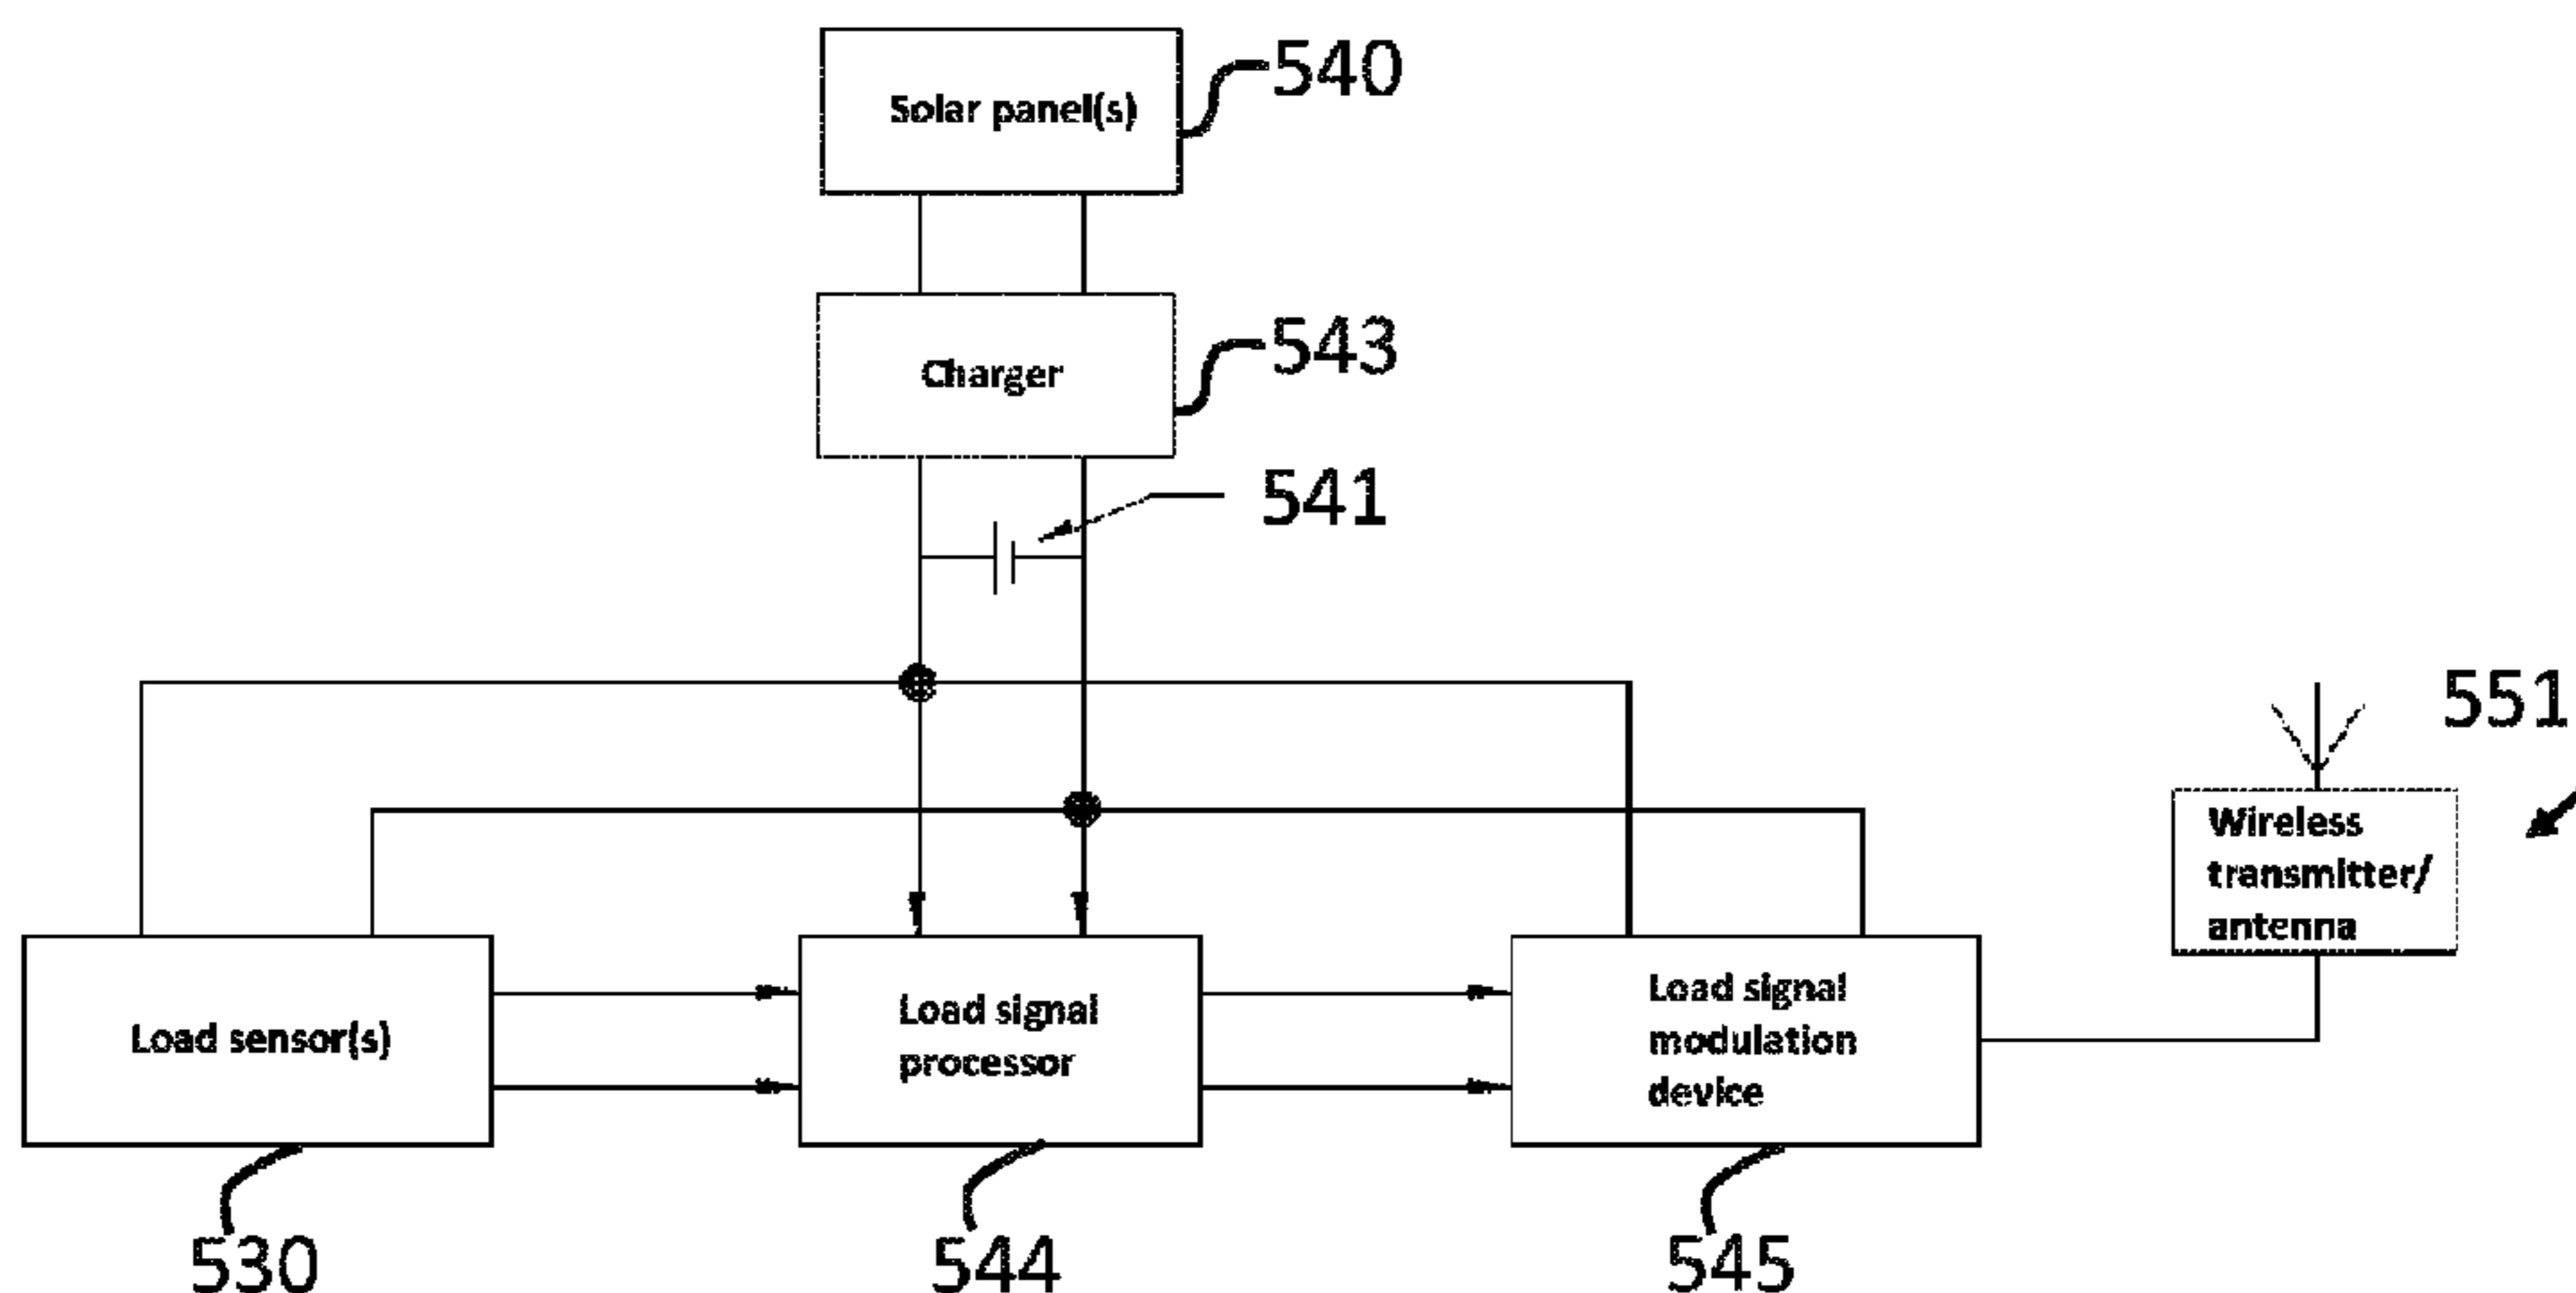 Solar panel(s)
540
Charger
543
541
551
Wireless
transmitter/
antenna
Load sensor(s)
Load signal
processor
Load signal
modulation
device
530
544
545